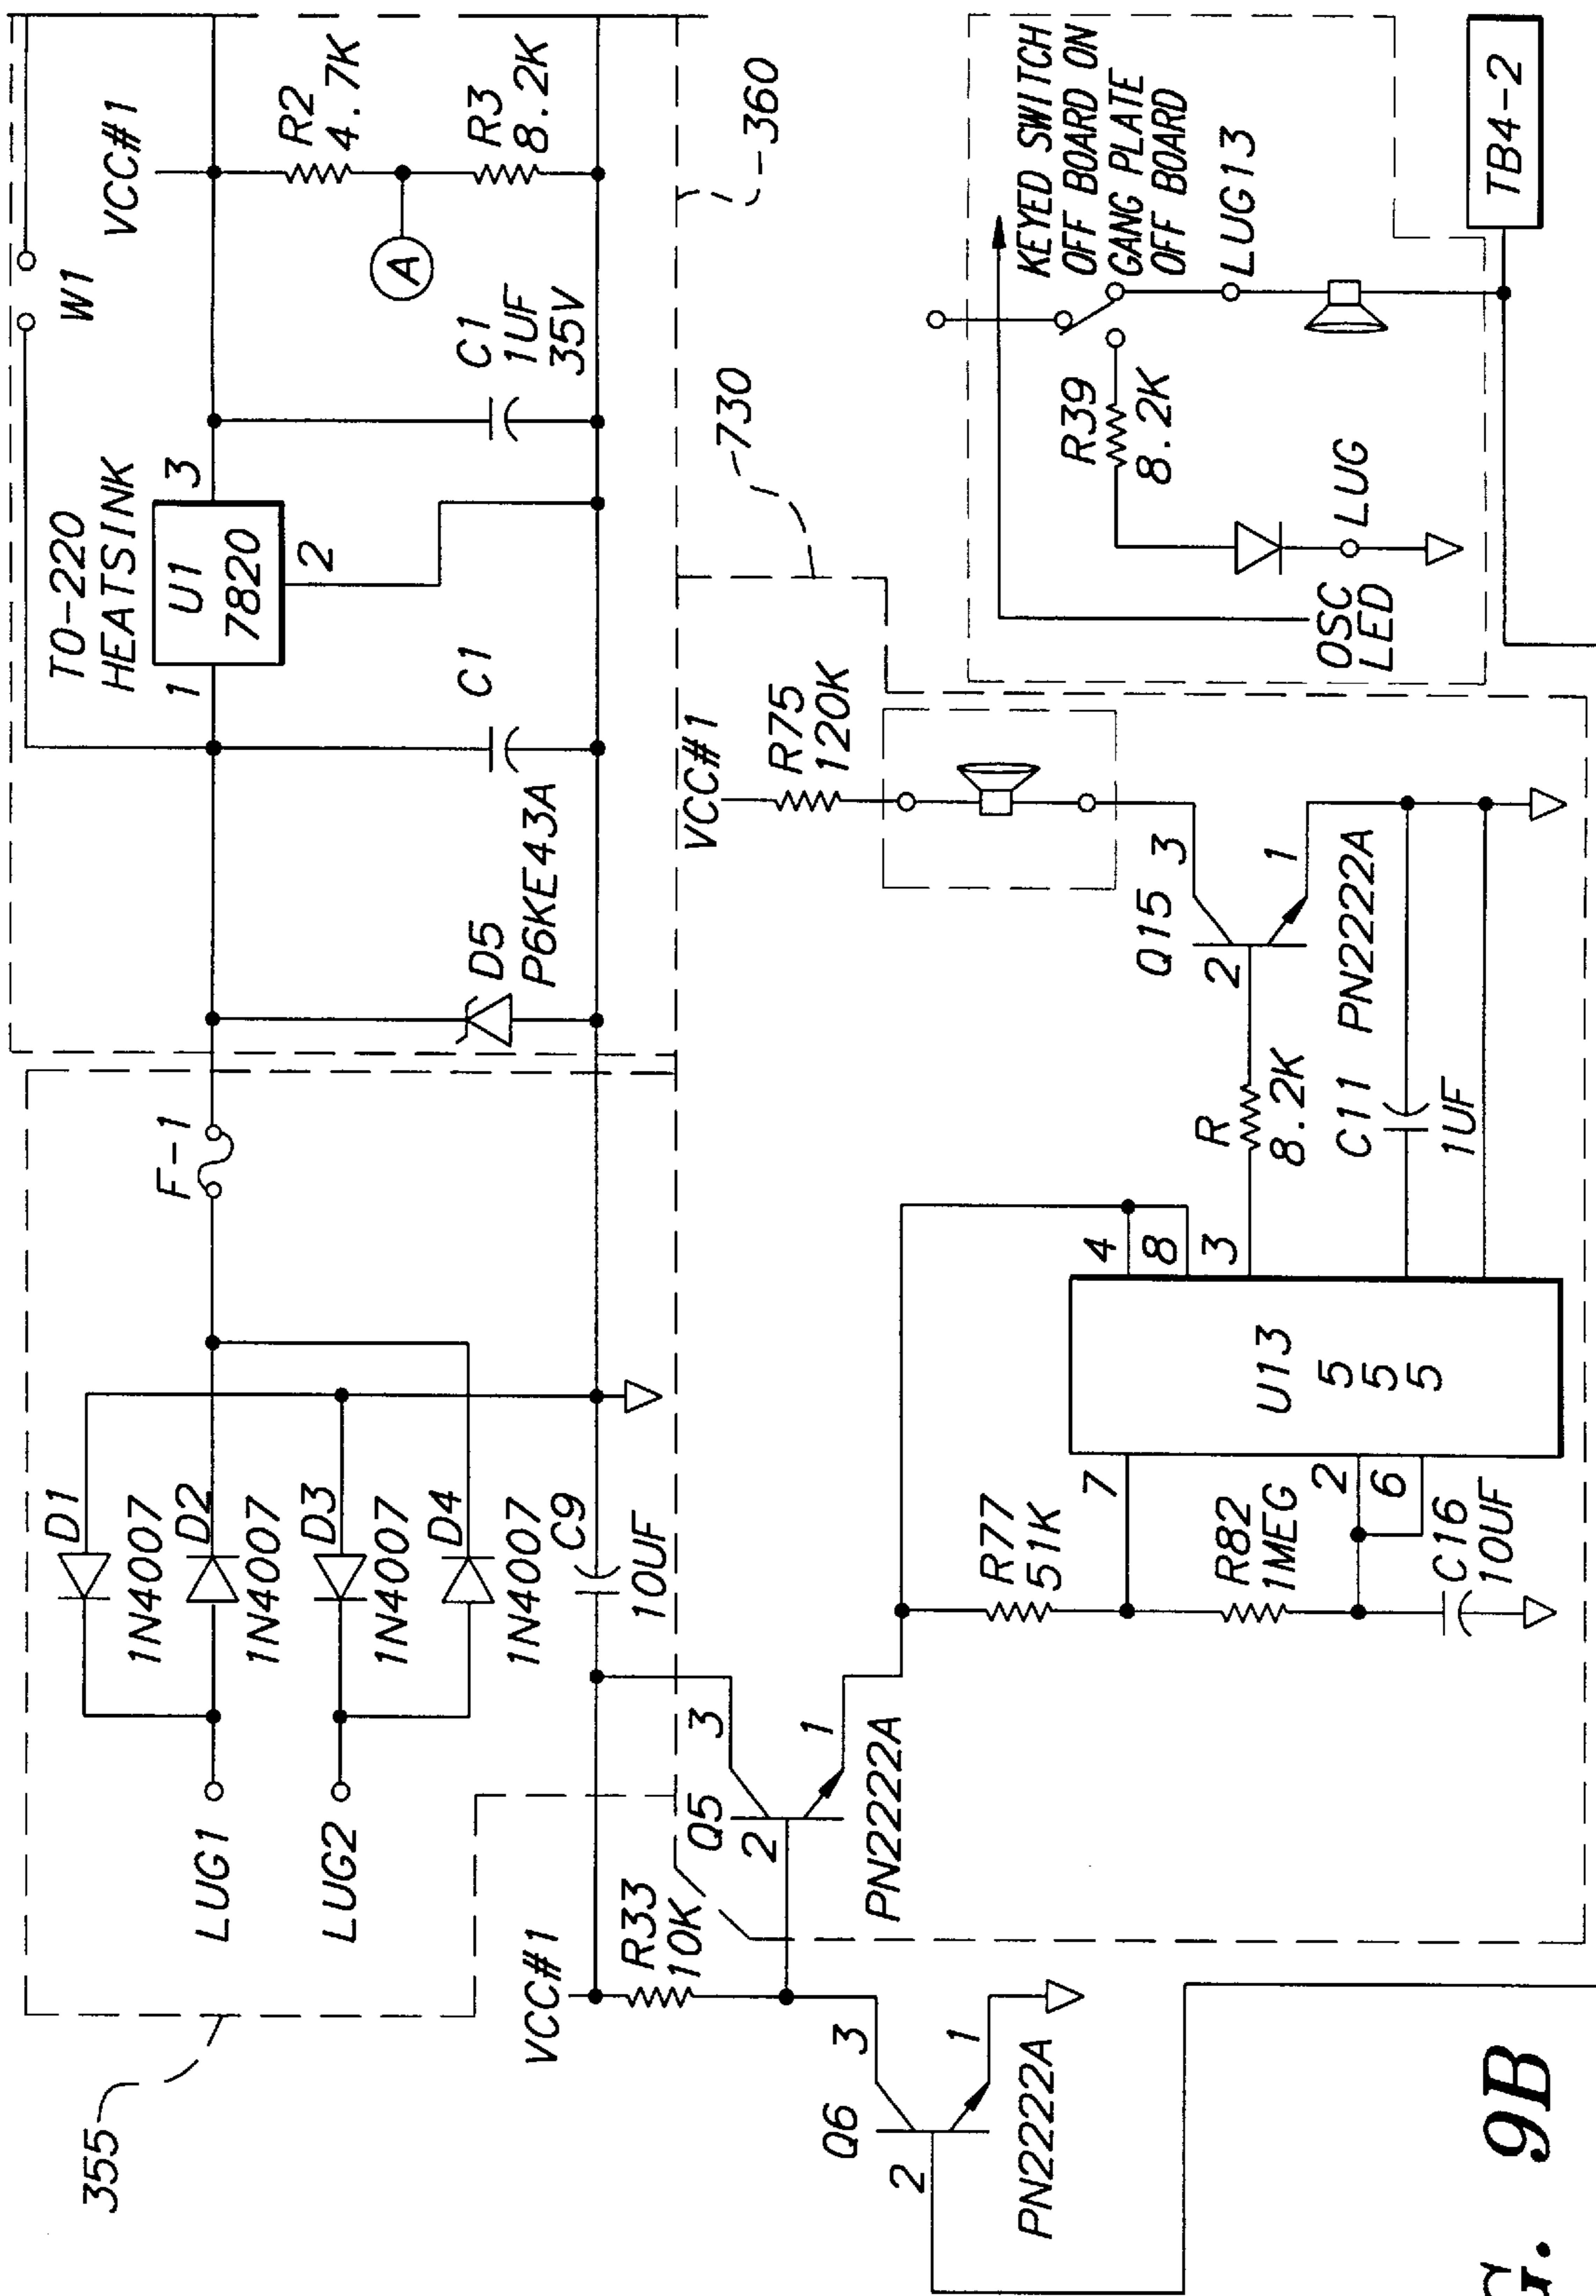 355
LUG1
LUG2
D1
1N4007
D2
1N4007
D3
1N4007
D4
1N4007
F-1
C9
10UF
TO-220
HEATSINK
1
U1
7820
3
2
W1
VCC#1
R2
4.7K
R3
8.2K
A
C1
C1
1UF
35V
D5
P6KE43A
360
VCC#1
R33
10K
Q5
3
2
1
PN2222A
Q6
3
2
1
PN2222A
730
VCC#1
R75
120K
Q15
3
2
1
PN2222A
R
8.2K
C11
1UF
4
8
3
U13
5
5
5
7
2
6
R77
51K
R82
1MEG
C16
10UF
KEYED SWITCH
OFF BOARD ON
GANG PLATE
OFF BOARD
LUG13
R39
8.2K
LUG
OSC
LED
TB4-2
G. 9B